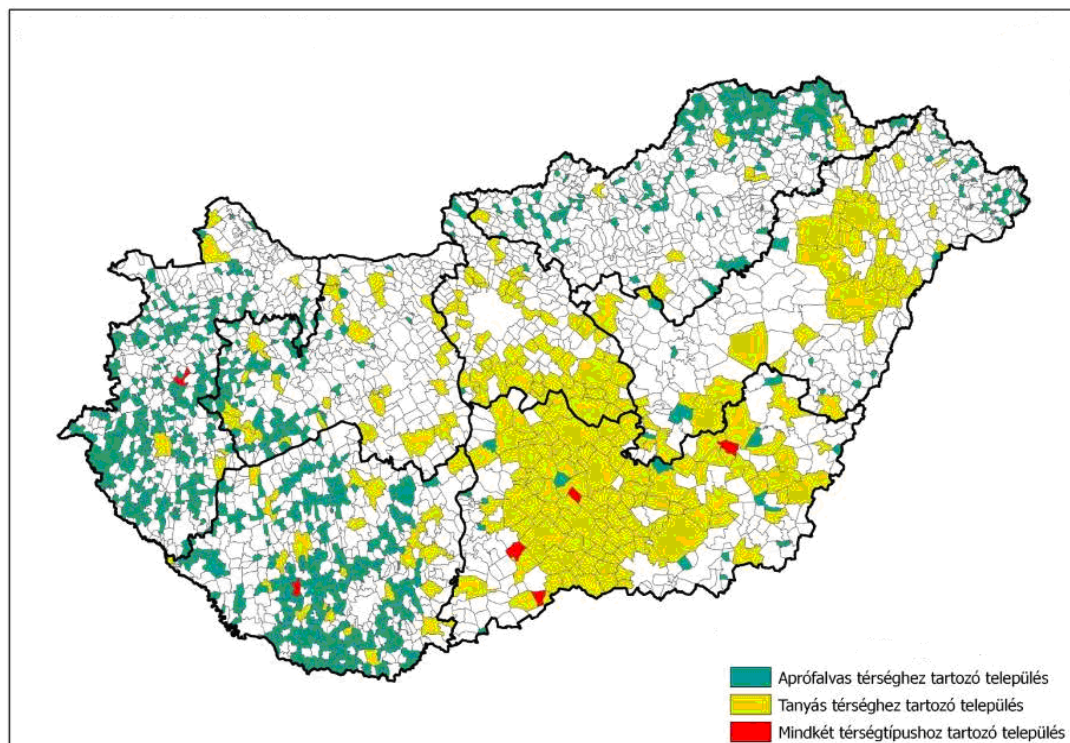 Aprófalvas térséghez tartozó település
Tanyás térséghez tartozó település
Mindkét térségtípushoz tartozó település